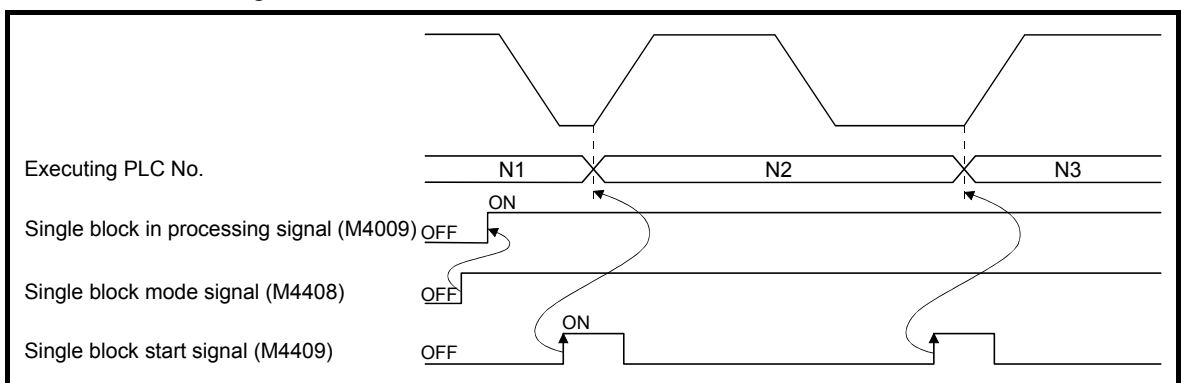 Executing PLC No. N1 N2 N3
ON
Single block in processing signal (M4009) OFF
Single block mode signal (M4408) OFF
ON
Single block start signal (M4409) OFF